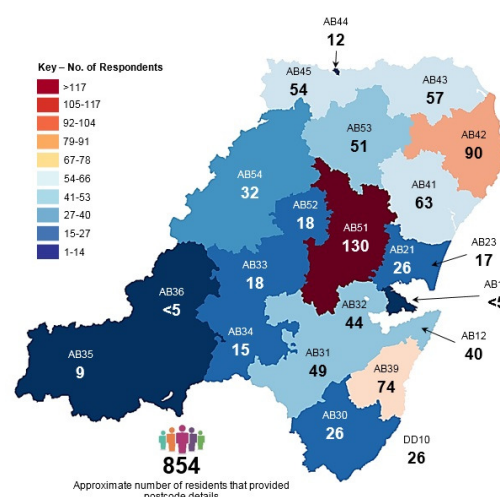 AB44
12
AB45
54
AB43
57
Key – No. of Respondents
>117
105-117
92-104
79-91
67-78
54-66
41-53
27-40
15-27
1-14
AB53
51
AB42
90
AB54
32
AB52
18
AB51
130
AB41
63
AB23
17
AB21
26
AB33
18
AB36
<5
AB32
44
AB12
40
AB34
15
AB35
9
AB31
49
AB39
74
AB30
26
DD10
26
854
Approximate number of residents that provided
postcode details